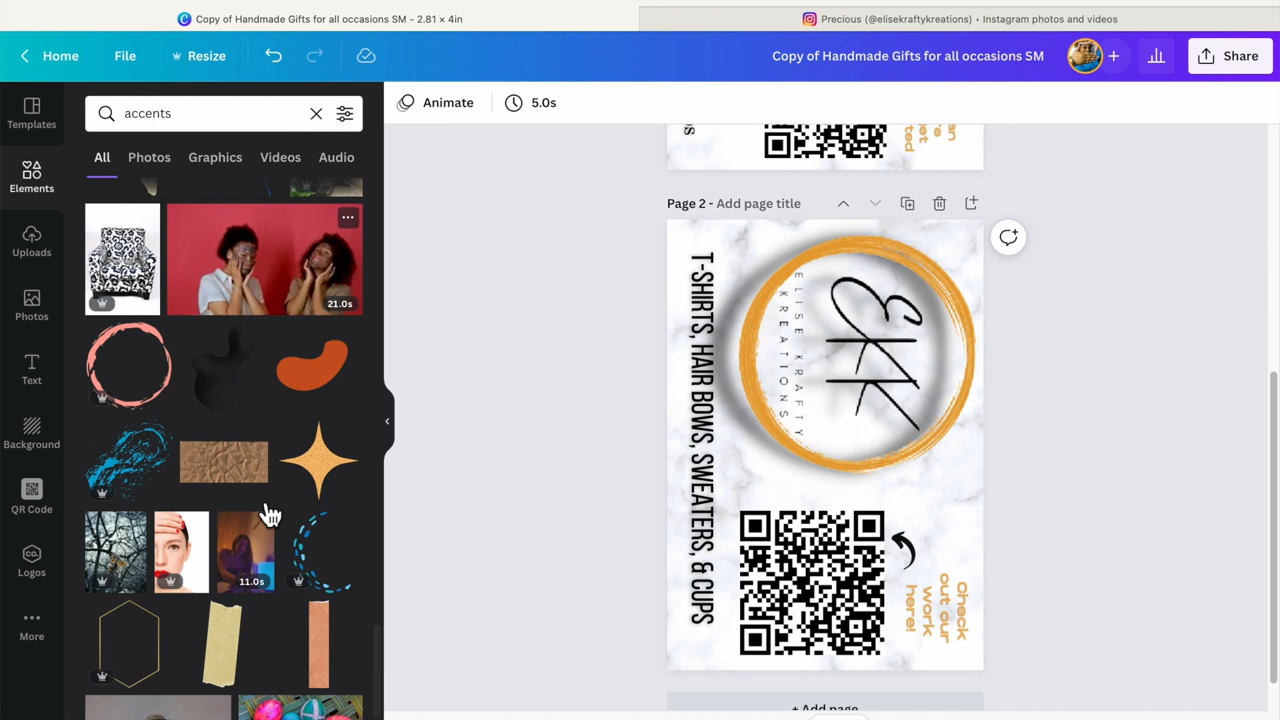 Copy of Handmade Gifts for all occasions SM - 2.81 × 4in
Precious (@elisekraftykreations) • Instagram photos and videos
Home
File
Resize
Copy of Handmade Gifts for all occasions SM
+
Share
Templates
Elements
Uploads
Photos
Text
Background
QR Code
CO.
Logos
More
accents
All
Photos
Graphics
Videos
Audio
21.0s
11.0s
Animate
5.0s
Page 2 - Add page title
T-SHIRTS, HAIR BOWS, SWEATERS, & CUPS
EKK
ELISE KRAFTY
KREATIONS
check
out our
work
here!
+ Add page